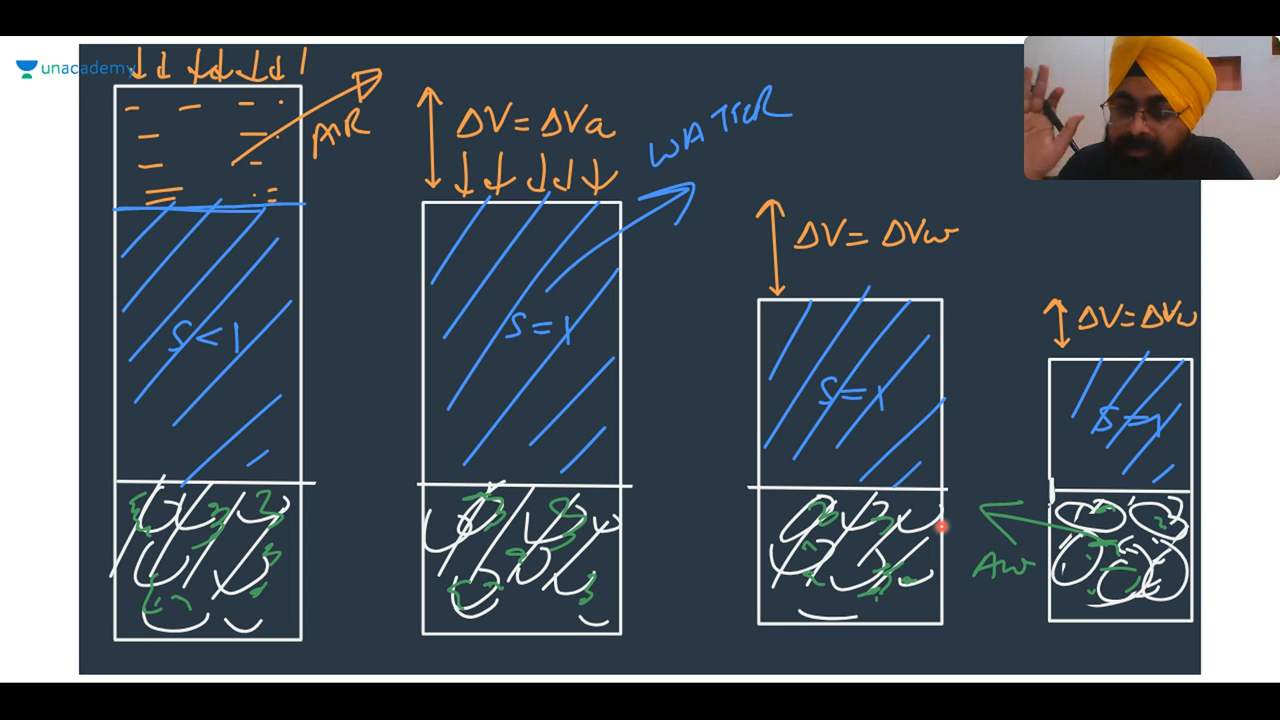 unacademy
AIR
S < 1
ΔV = ΔVa
WATER
S = 1
ΔV = ΔVw
S = 1
ΔV = ΔVw
S = 1
AW